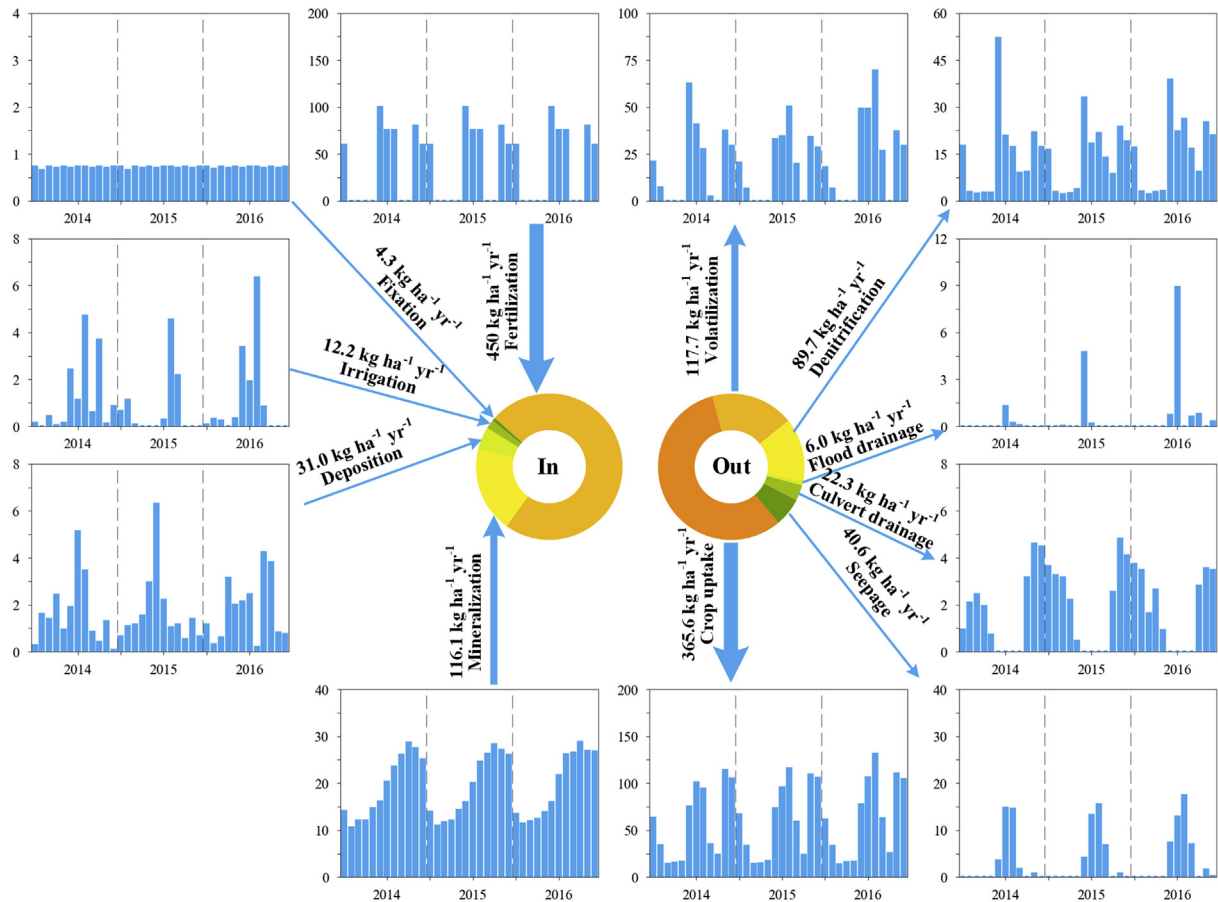 4
3
3
2
1
1
0
2014 2015 2016
200
150
100
50
0
2014 2015 2016
100
75
50
25
0
2014 2015 2016
60
45
30
15
0
2014 2015 2016
8
6
4
2
0
2014 2015 2016
4.3 kg ha⁻¹ yr⁻¹
Fixation
450 kg ha⁻¹ yr⁻¹
Fertilization
117.7 kg ha⁻¹ yr⁻¹
Volatilization
89.7 kg ha⁻¹ yr⁻¹
Denitrification
12
9
6
3
0
2014 2015 2016
12.2 kg ha⁻¹ yr⁻¹
Irrigation
31.0 kg ha⁻¹ yr⁻¹
Deposition
In
Out
6.0 kg ha⁻¹ yr⁻¹
Flood drainage
22.3 kg ha⁻¹ yr⁻¹
Culvert drainage
40.6 kg ha⁻¹ yr⁻¹
Seepage
8
6
4
2
0
2014 2015 2016
116.1 kg ha⁻¹ yr⁻¹
Mineralization
365.6 kg ha⁻¹ yr⁻¹
Crop uptake
8
6
4
2
0
2014 2015 2016
40
30
20
10
0
2014 2015 2016
200
150
100
50
0
2014 2015 2016
40
30
20
10
0
2014 2015 2016